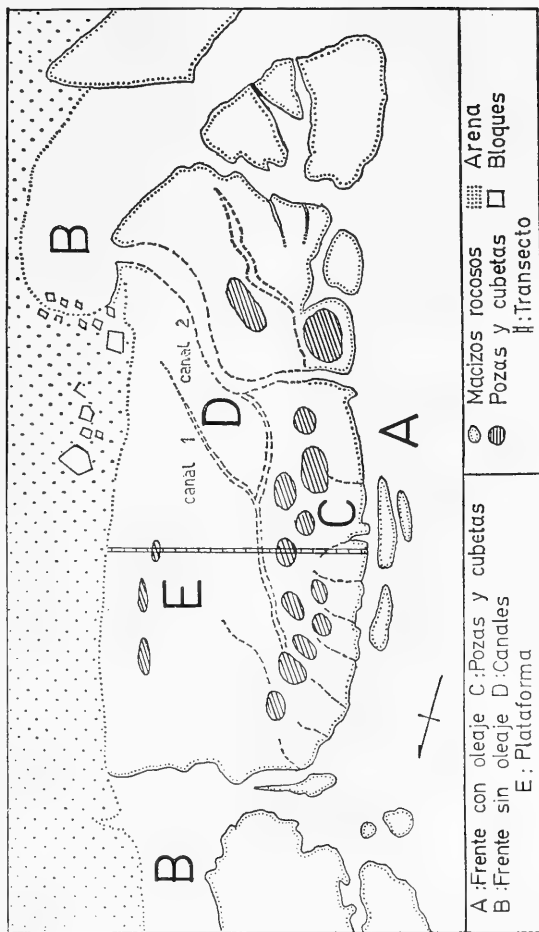 B
canal 2
D
canal 1
A
C
E
B
A :Frente con oleaje C :Pozas y cubetas
B :Frente sin oleaje D :Canales
E : Plataforma
Macizos rocosos Arena
Pozas y cubetas Bloques
:Transecto